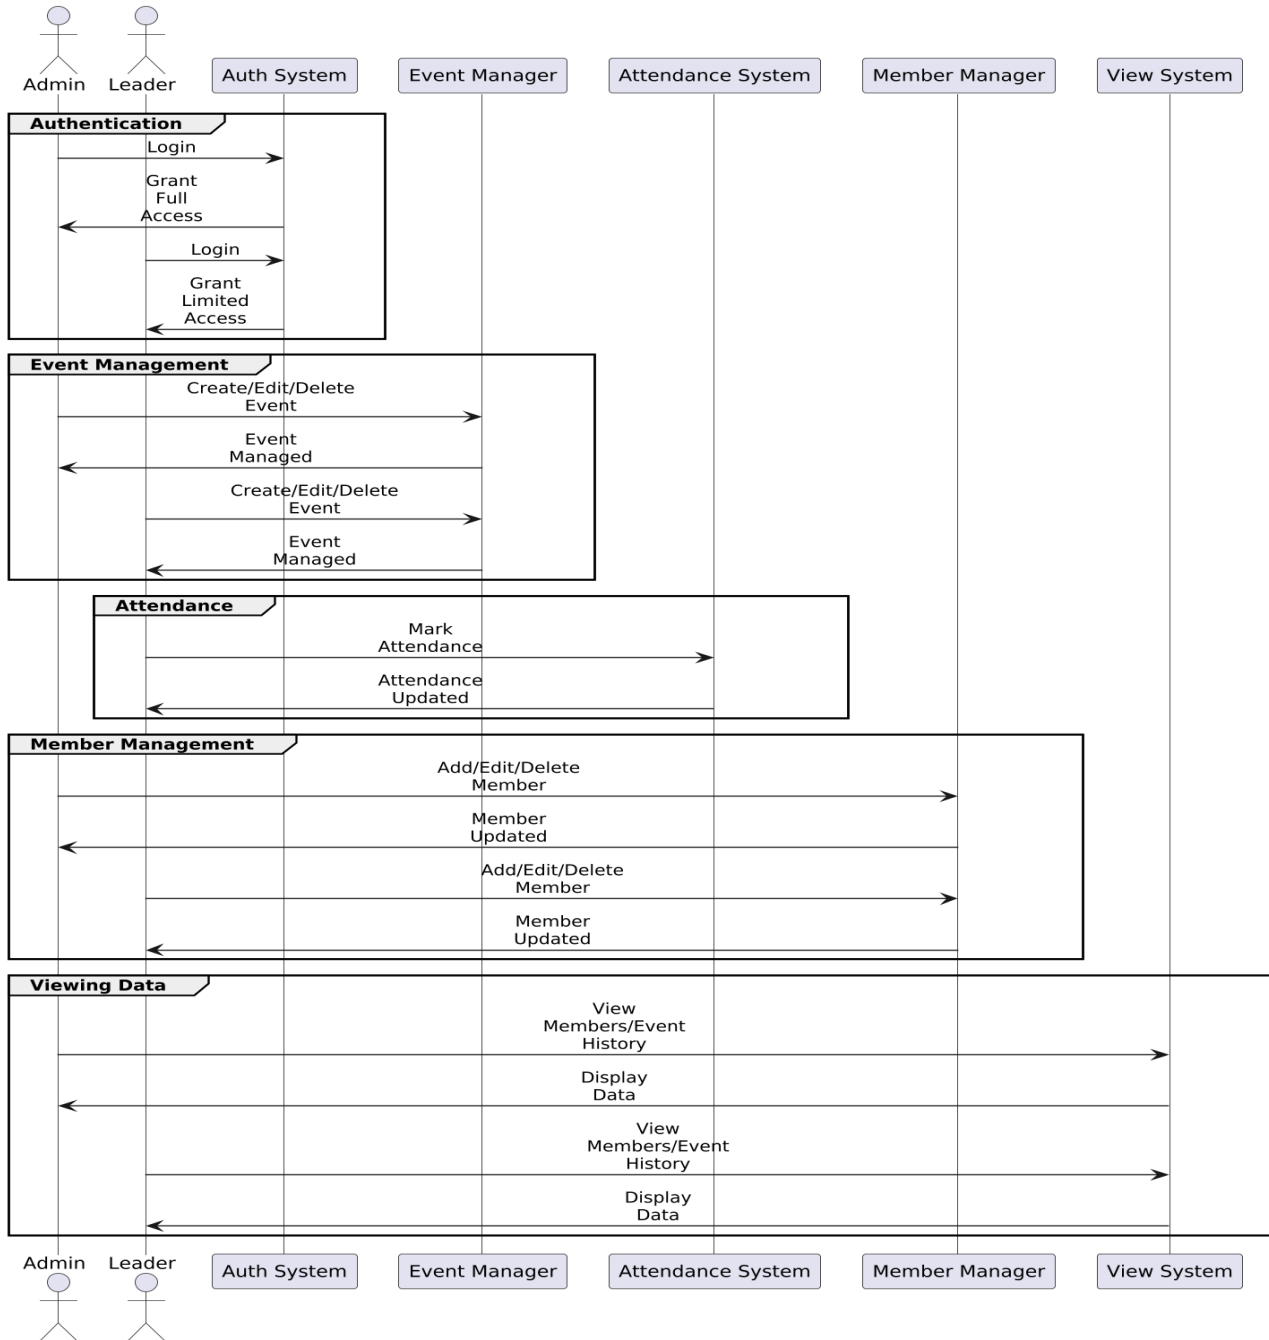 Admin
Leader
Auth System
Event Manager
Attendance System
Member Manager
View System
Authentication
Login
Grant
Full
Access
Login
Grant
Limited
Access
Event Management
Create/Edit/Delete
Event
Event
Managed
Create/Edit/Delete
Event
Event
Managed
Attendance
Mark
Attendance
Attendance
Updated
Member Management
Add/Edit/Delete
Member
Member
Updated
Add/Edit/Delete
Member
Member
Updated
Viewing Data
View
Members/Event
History
Display
Data
View
Members/Event
History
Display
Data
Admin
Leader
Auth System
Event Manager
Attendance System
Member Manager
View System